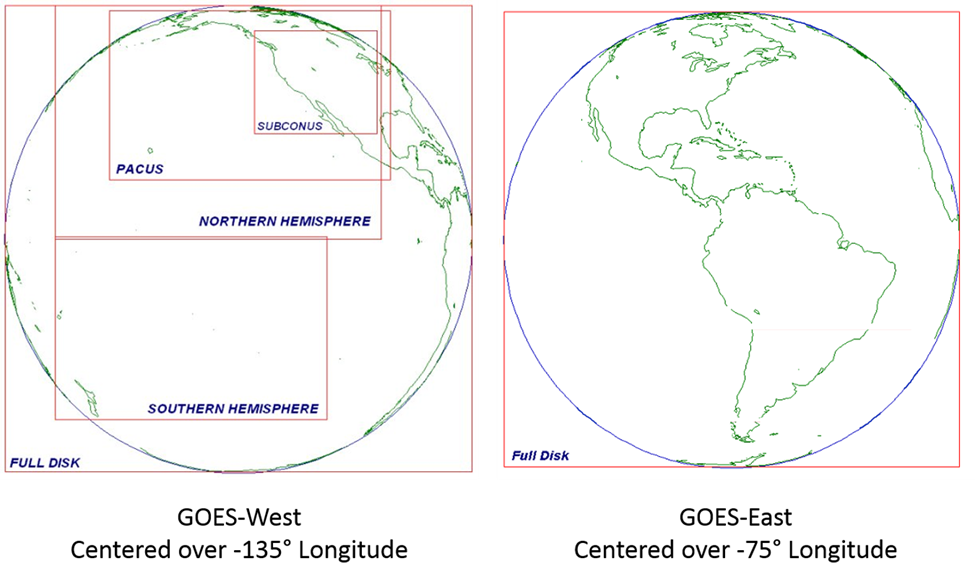 SUBCONUS
PACUS
NORTHERN HEMISPHERE
SOUTHERN HEMISPHERE
FULL DISK
GOES-West
Centered over -135° Longitude
Full Disk
GOES-East
Centered over -75° Longitude